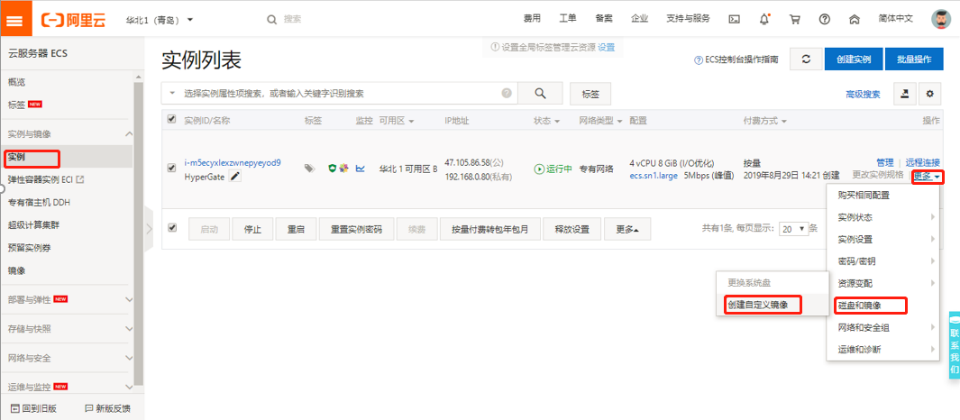 阿里云
华北1（青岛）
搜索
费用 工单 备案 企业 支持与服务 简体中文
云服务器 ECS
概览
标签 NEW
实例与镜像
实例
弹性容器实例 ECI
专有宿主机 DDH
超级计算集群
预留实例券
镜像
部署与弹性 NEW
存储与快照
网络与安全
运维与监控 NEW
回到旧版 新版反馈
实例列表
设置全局标签管理云资源 设置
ECS控制台操作指南
创建实例
批量操作
选择实例属性项搜索，或者输入关键字识别搜索
标签
高级搜索
实例ID/名称 标签 监控 可用区 IP地址 状态 网络类型 配置 付费方式 操作
i-m5ecyxlexzwnepyeyod9
HyperGate
华北 1 可用区 B
47.105.86.58(公)
192.168.0.80(私有)
运行中
专有网络
4 vCPU 8 GiB (I/O优化)
ecs.sn1.large 5Mbps (峰值)
按量
2019年8月29日 14:21 创建
管理 远程连接
更改实例规格 更多
启动 停止 重启 重置实例密码 续费 按量付费转包年包月 释放设置 更多
共有1条, 每页显示: 20 条
购买相同配置
实例状态
实例设置
密码/密钥
资源变配
磁盘和镜像
网络和安全组
运维和诊断
更换系统盘
创建自定义镜像
联系我们